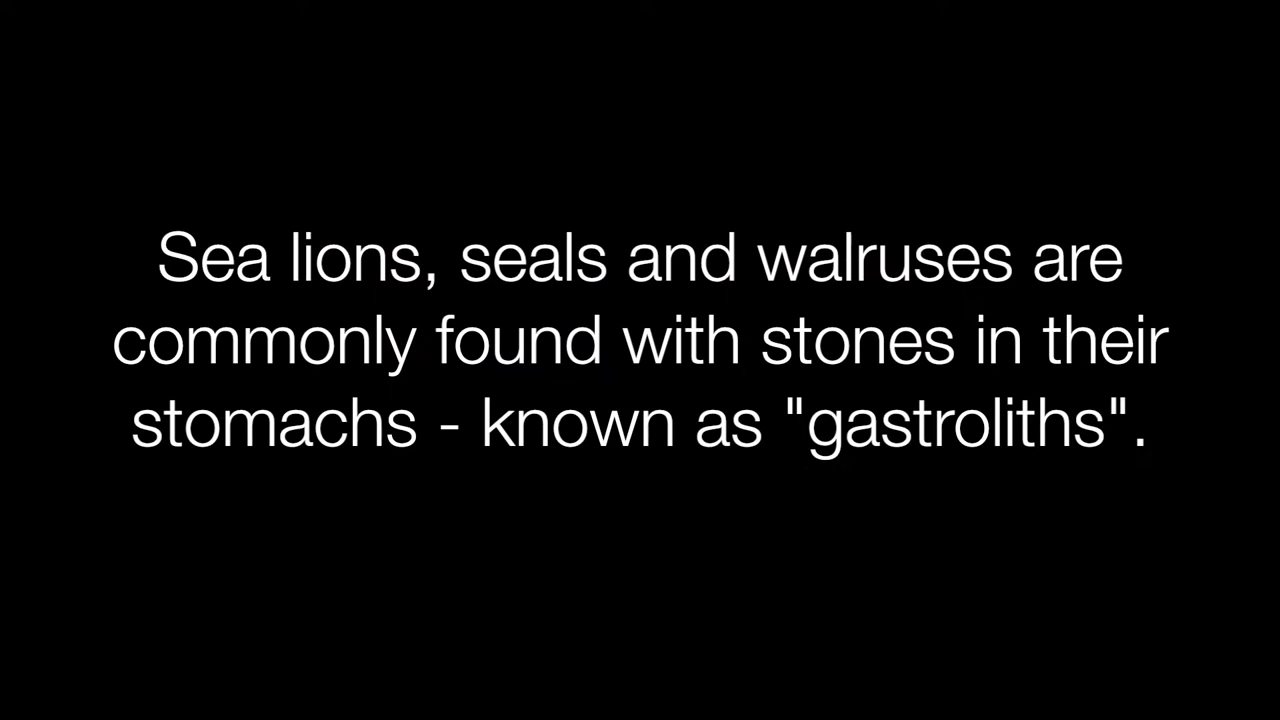 Sea lions, seals and walruses are
commonly found with stones in their
stomachs - known as "gastroliths".